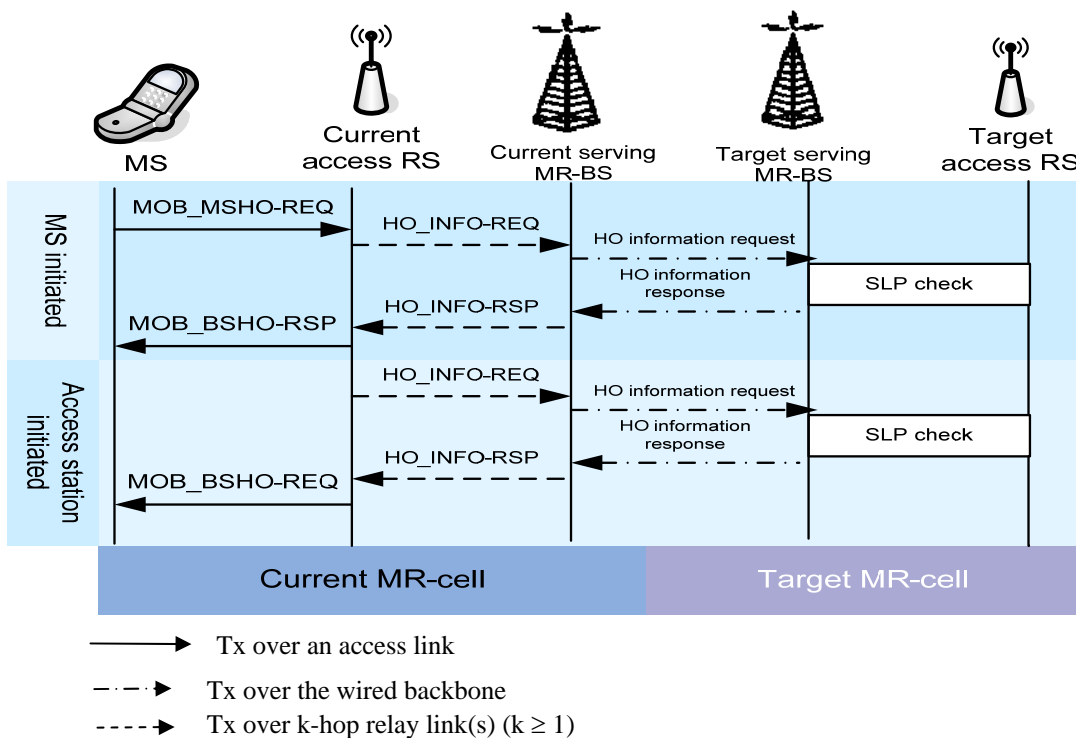 MS
Current
access RS
Current serving
MR-BS
Target serving
MR-BS
Target
access RS
MS initiated
MOB_MSHO-REQ
HO_INFO-REQ
HO information request
SLP check
HO information
response
HO_INFO-RSP
MOB_BSHO-RSP
Access station
initiated
HO_INFO-REQ
HO information request
SLP check
HO information
response
HO_INFO-RSP
MOB_BSHO-REQ
Current MR-cell
Target MR-cell
Tx over an access link
Tx over the wired backbone
Tx over k-hop relay link(s) (k ≥ 1)